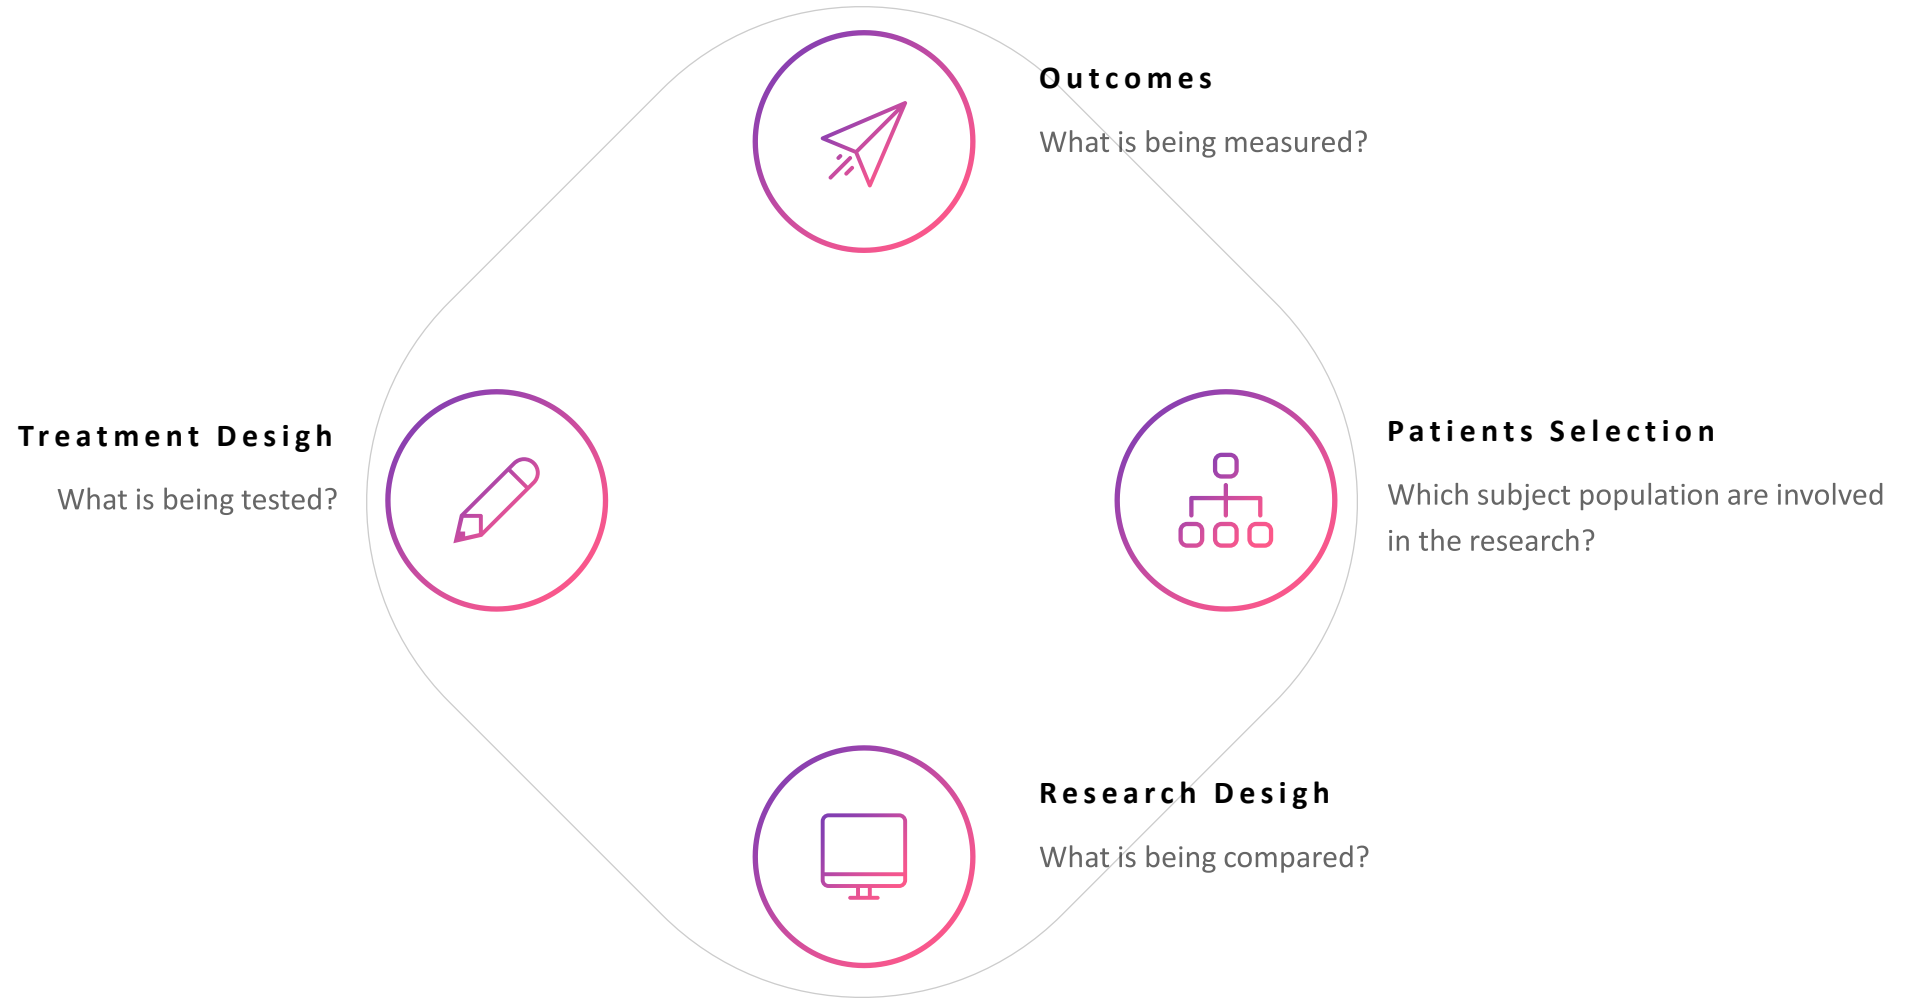 Outcomes
What is being measured?
Treatment Desigh
What is being tested?
Patients Selection
Which subject population are involved
in the research?
Research Desigh
What is being compared?